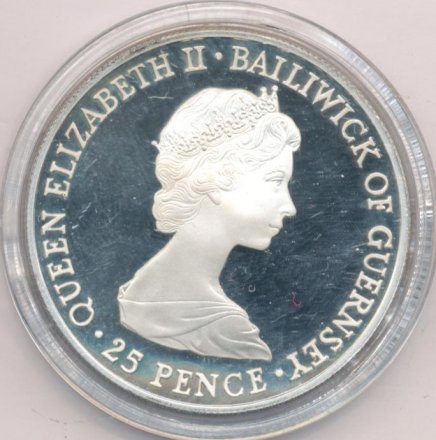 · QUEEN ELIZABETH II · BAILIWICK OF GUERNSEY ·
25 PENCE